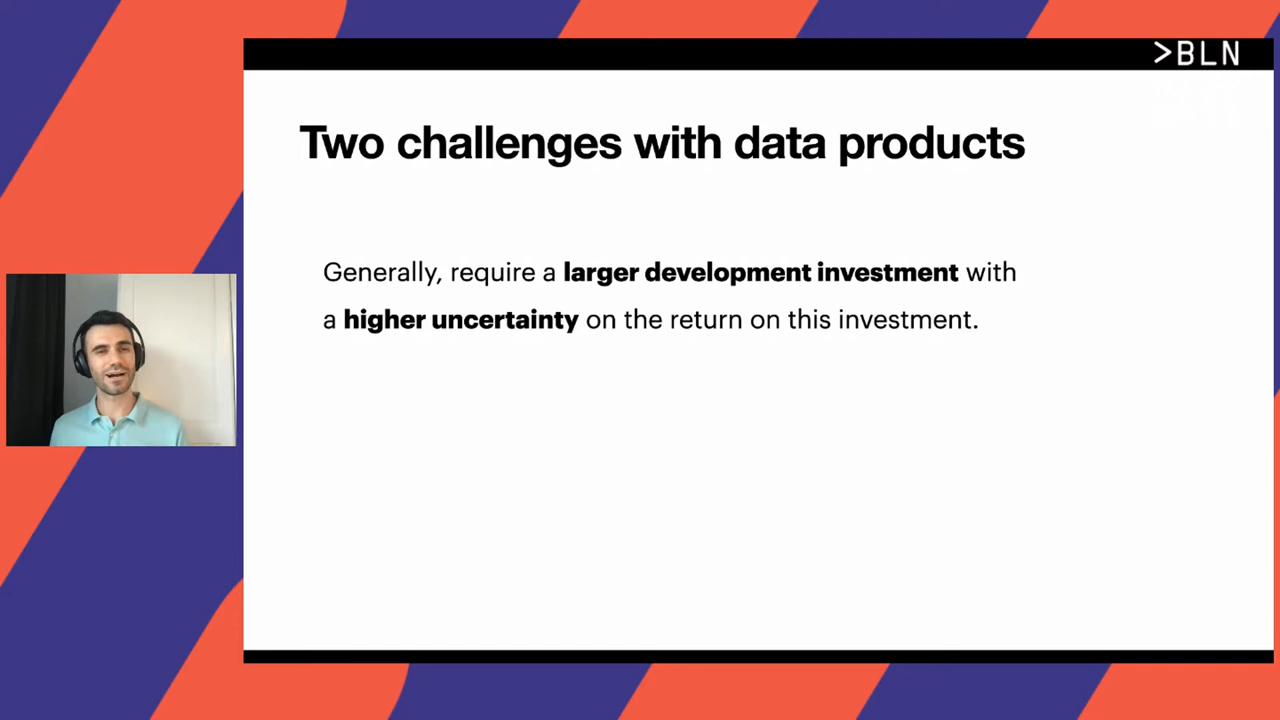 >BLN
Two challenges with data products
Generally, require a larger development investment with
a higher uncertainty on the return on this investment.